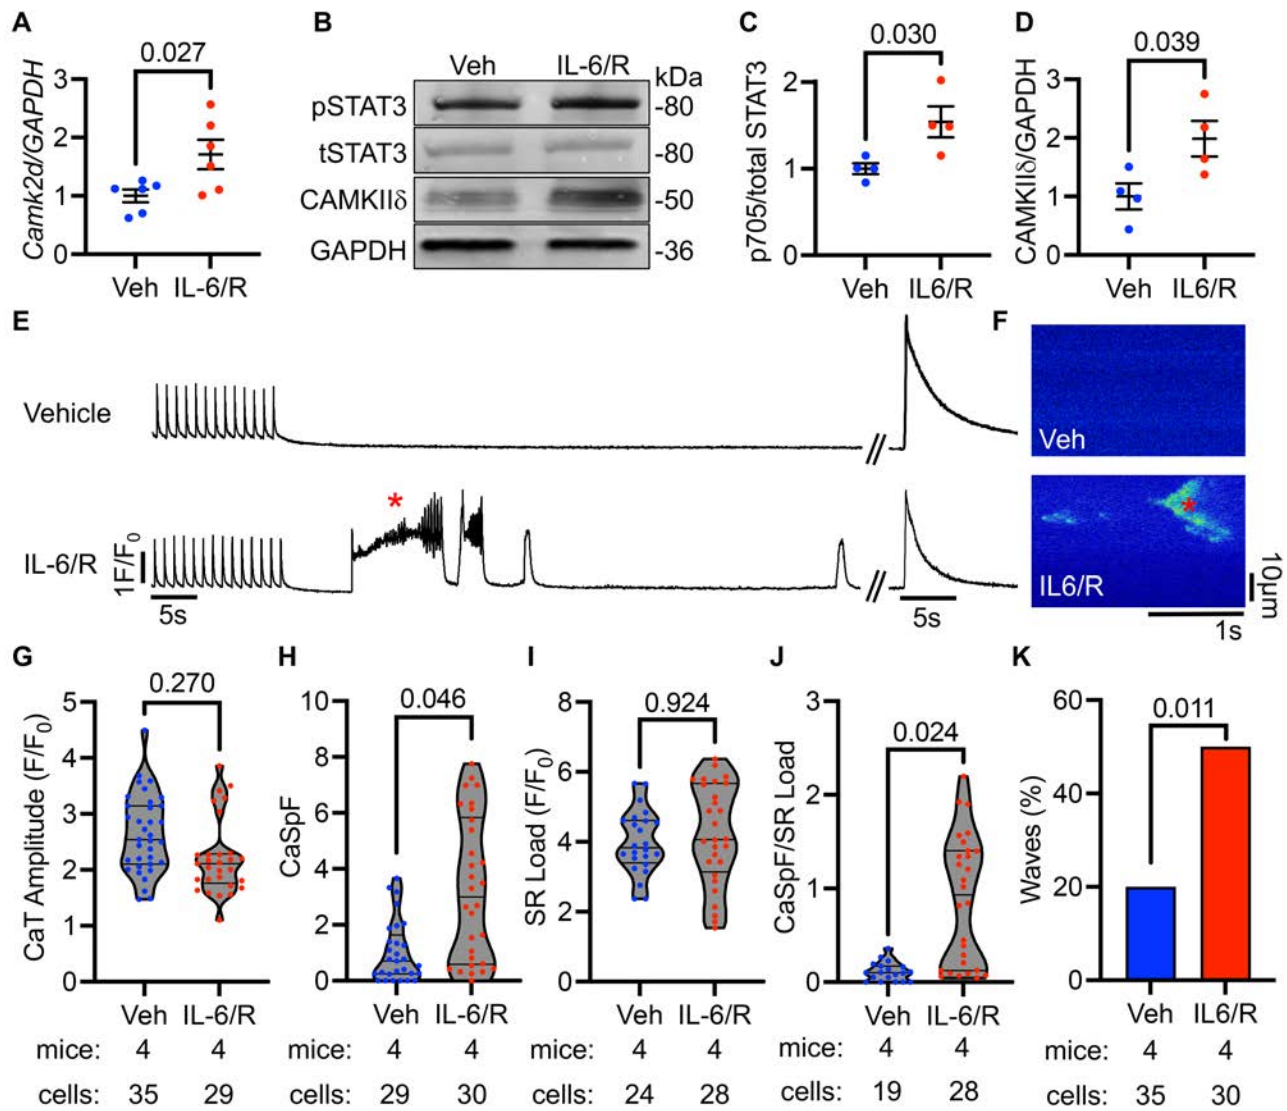 A
0.027
3
2
1
0
Camk2d/GAPDH
Veh IL-6/R
B
Veh IL-6/R kDa
pSTAT3 -80
tSTAT3 -80
CAMKIIδ -50
GAPDH -36
C
0.030
2
1
0
p705/total STAT3
Veh IL6/R
D
0.039
3
2
1
0
CAMKIIδ/GAPDH
Veh IL6/R
E
Vehicle
//
IL-6/R
*
1F/F0
5s
//
5s
F
Veh
*
IL6/R
10µm
1s
G
0.270
5
4
3
2
1
0
CaT Amplitude (F/F0)
Veh IL-6/R
mice: 4 4
cells: 35 29
H
0.046
10
8
6
4
2
0
CaSpF
Veh IL-6/R
mice: 4 4
cells: 29 30
I
0.924
8
6
4
2
0
SR Load (F/F0)
Veh IL-6/R
mice: 4 4
cells: 24 28
J
0.024
3
2
1
0
CaSpF/SR Load
Veh IL-6/R
mice: 4 4
cells: 19 28
K
0.011
60
40
20
0
Waves (%)
Veh IL6/R
mice: 4 4
cells: 35 30